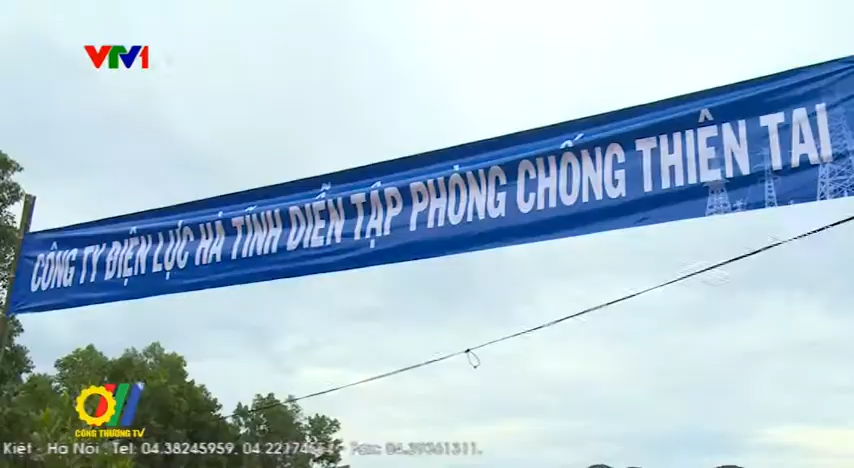 VTV1
CÔNG TY ĐIỆN LỰC HÀ TĨNH DIỄN TẬP PHÒNG CHỐNG THIÊN TAI
CÔNG THƯƠNG TV
Kiệt - Hà Nội - Tel: 04.38245959, 04.22174 - Fax: 04.39361311.